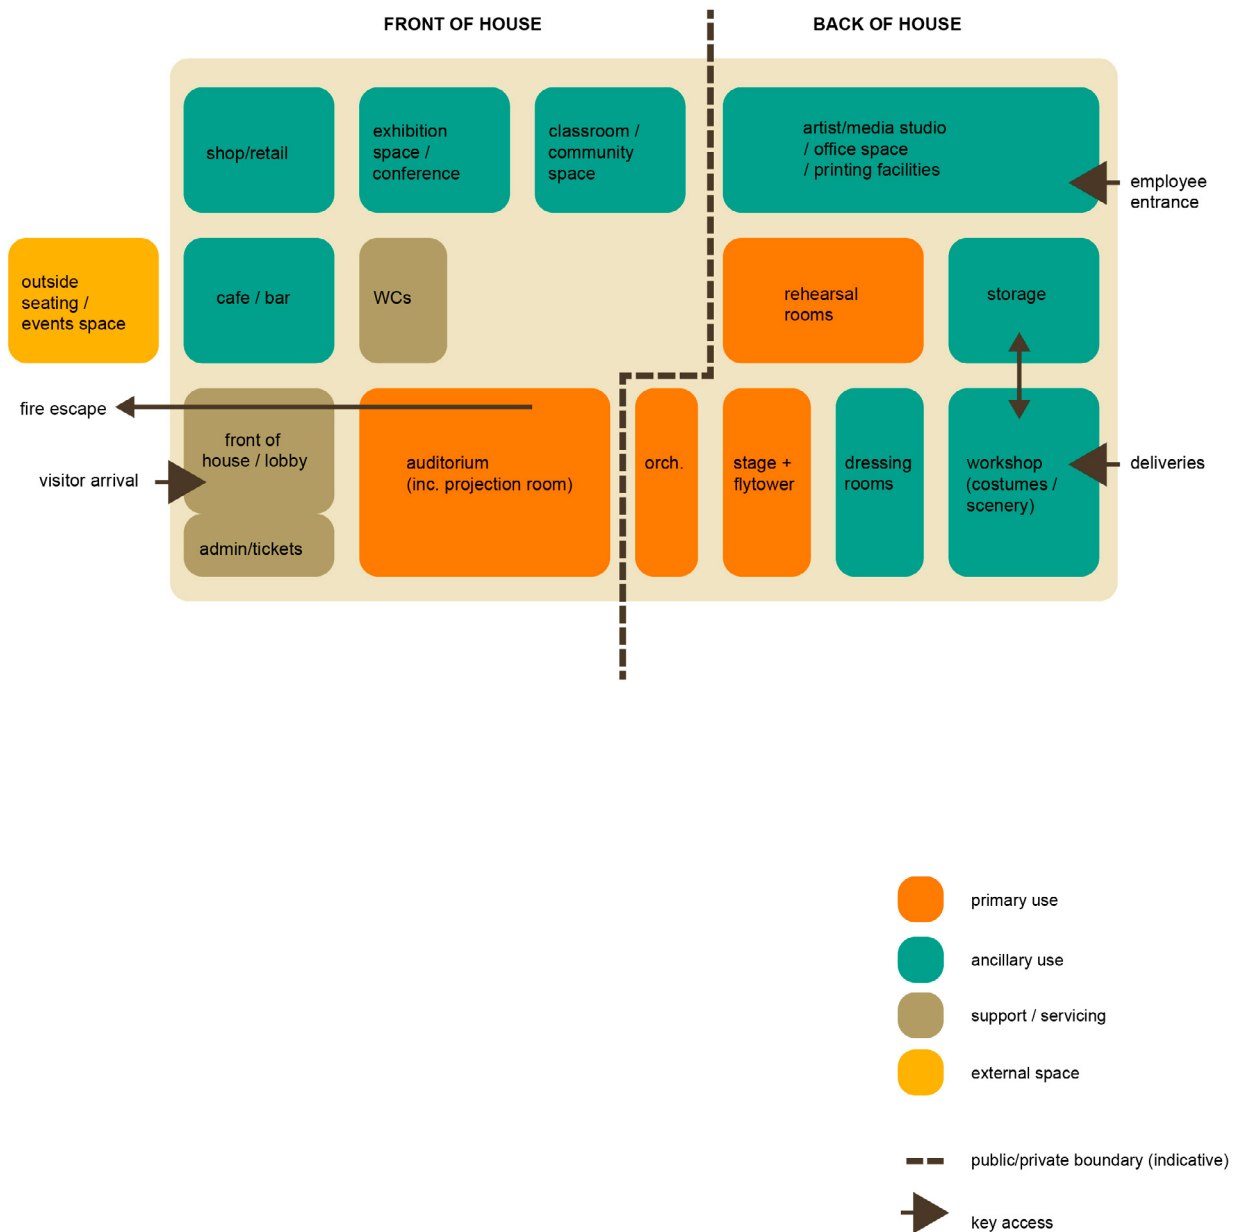 FRONT OF HOUSE
BACK OF HOUSE
shop/retail
exhibition
space /
conference
classroom /
community
space
artist/media studio
/ office space
/ printing facilities
employee
entrance
outside
seating /
events space
cafe / bar
WCs
rehearsal
rooms
storage
fire escape
visitor arrival
front of
house / lobby
admin/tickets
auditorium
(inc. projection room)
orch.
stage +
flytower
dressing
rooms
workshop
(costumes /
scenery)
deliveries
primary use
ancillary use
support / servicing
external space
public/private boundary (indicative)
key access